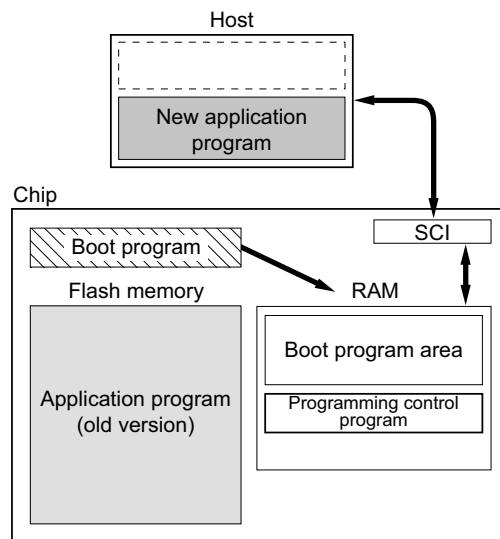 Host
New application
program
Chip
SCI
Boot program
Flash memory
RAM
Application program
(old version)
Boot program area
Programming control
program